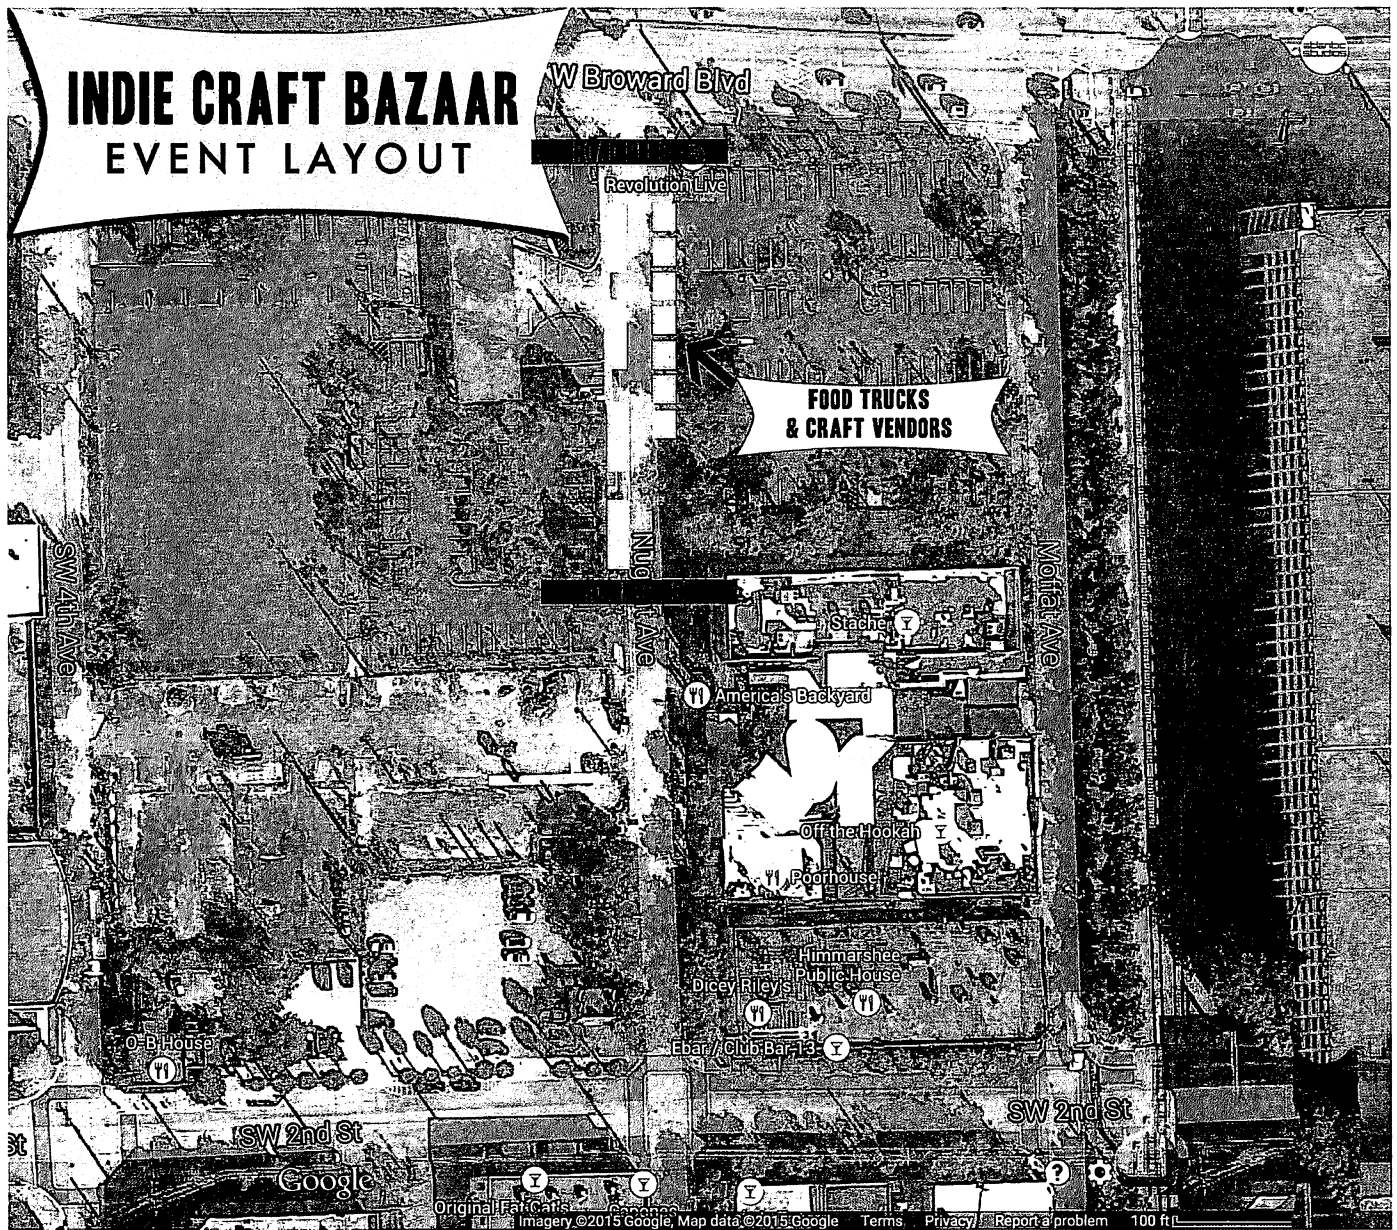 INDIE CRAFT BAZAAR
EVENT LAYOUT
W Broward Blvd
Revolution Live
FOOD TRUCKS
& CRAFT VENDORS
SW 4th Ave
Nug
Ave
Moffat Ave
Stache
America's Backyard
Off the Hookah
Poorhouse
Himmarshee
Public House
Dicey Riley's
Ebar / Club Bar 13
O-B House
SW 2nd St
SW 2nd St
St
Google
Original Fat Cat's
Imagery ©2015 Google, Map data ©2015 Google Terms Privacy Report a problem 100 ft